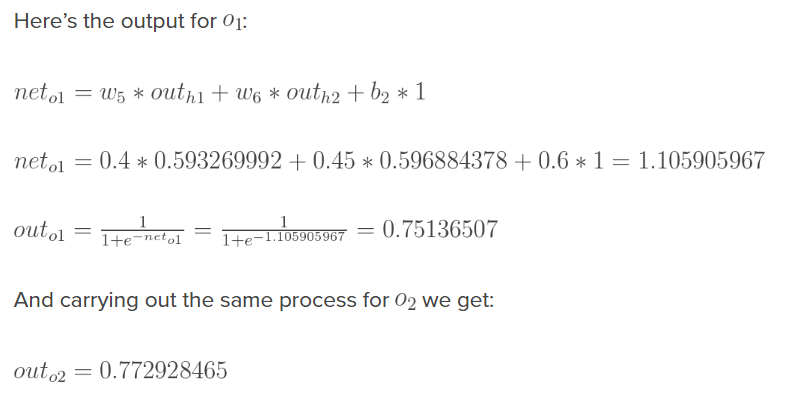 Here's the output for $o_1$:
$net_{o1} = w_5 * out_{h1} + w_6 * out_{h2} + b_2 * 1$
$net_{o1} = 0.4 * 0.593269992 + 0.45 * 0.596884378 + 0.6 * 1 = 1.105905967$
$out_{o1} = \frac{1}{1+e^{-net_{o1}}} = \frac{1}{1+e^{-1.105905967}} = 0.75136507$
And carrying out the same process for $o_2$ we get:
$out_{o2} = 0.772928465$